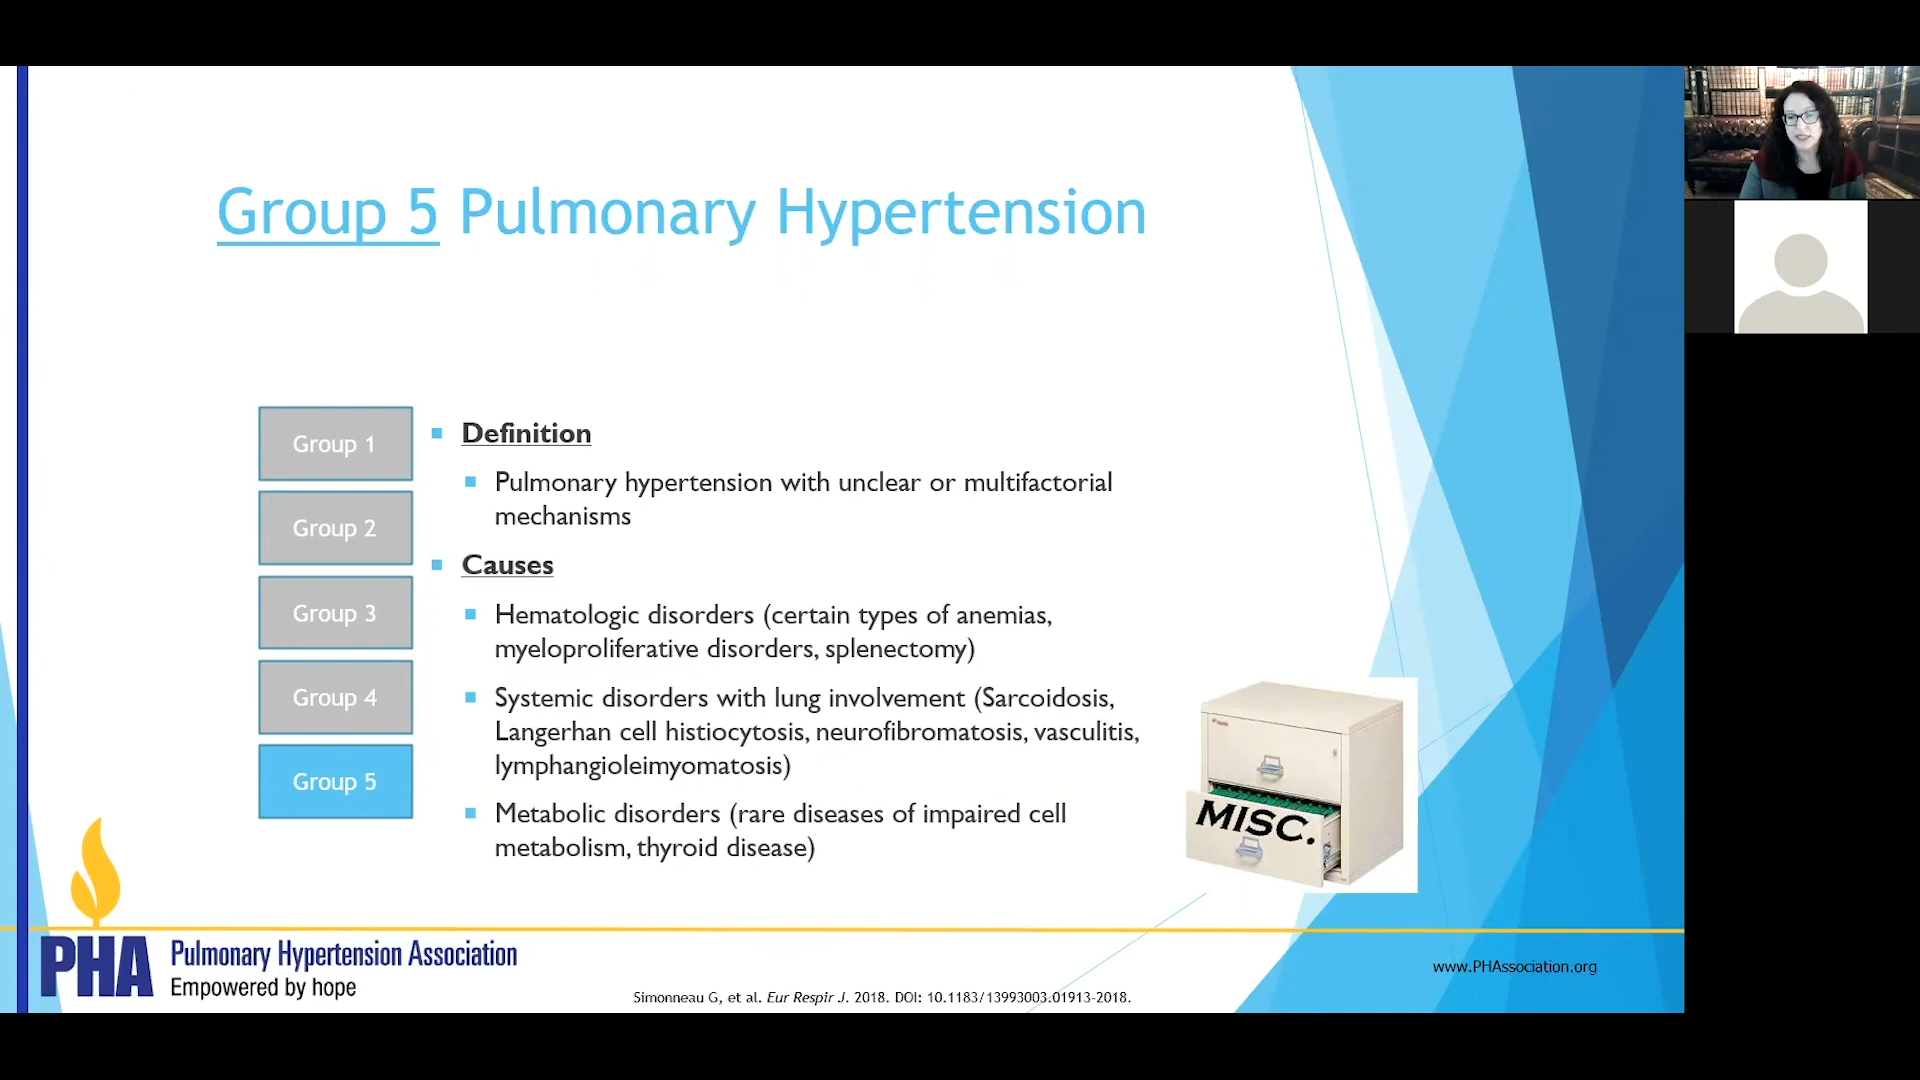 Group 5 Pulmonary Hypertension
Group 1
Group 2
Group 3
Group 4
Group 5
Definition
Pulmonary hypertension with unclear or multifactorial
mechanisms
Causes
Hematologic disorders (certain types of anemias,
myeloproliferative disorders, splenectomy)
Systemic disorders with lung involvement (Sarcoidosis,
Langerhan cell histiocytosis, neurofibromatosis, vasculitis,
lymphangioleimyomatosis)
Metabolic disorders (rare diseases of impaired cell
metabolism, thyroid disease)
MISC.
PHA
Pulmonary Hypertension Association
Empowered by hope
www.PHAssociation.org
Simonneau G, et al. Eur Respir J. 2018. DOI: 10.1183/13993003.01913-2018.